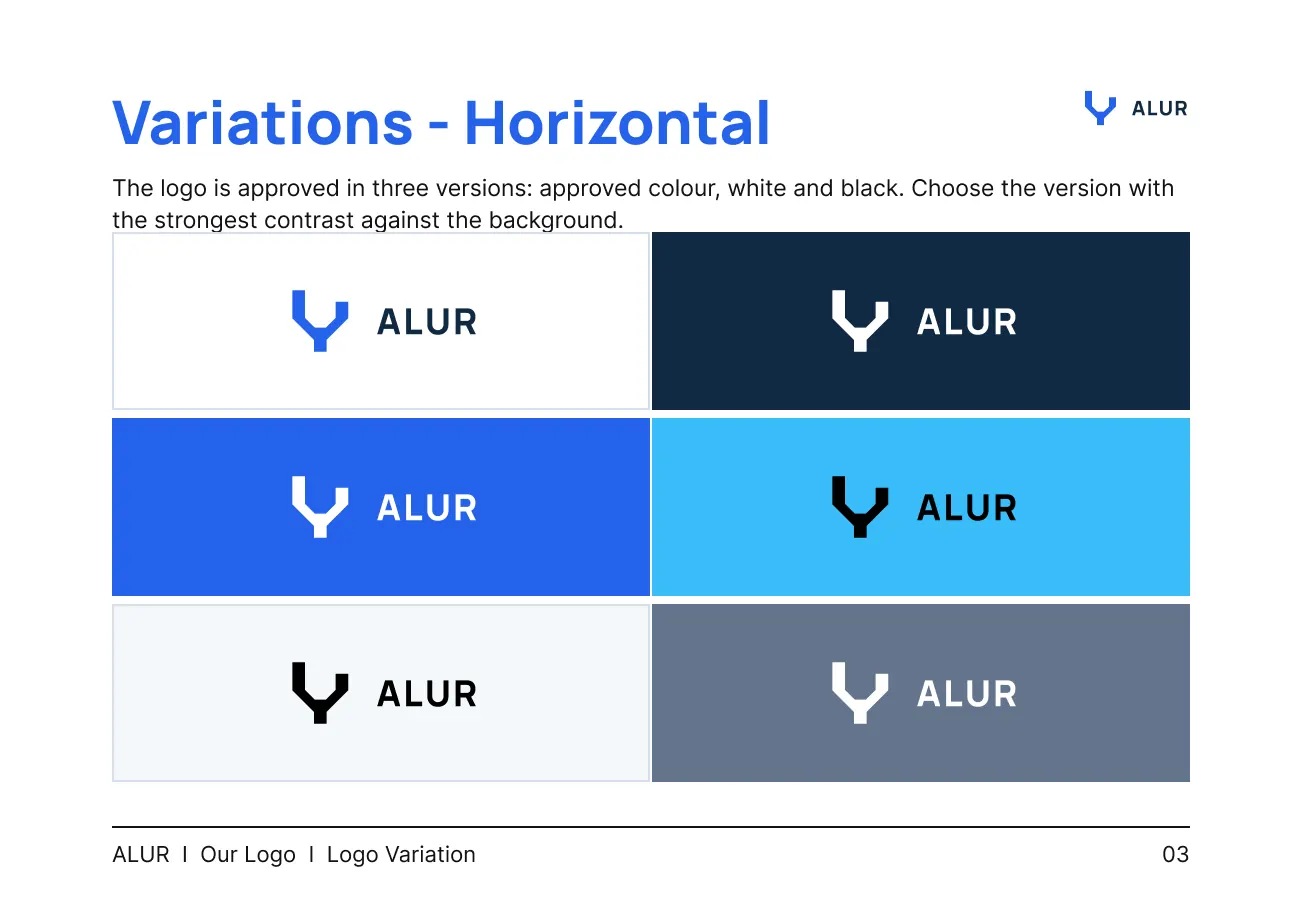 Variations - Horizontal
ALUR
The logo is approved in three versions: approved colour, white and black. Choose the version with
the strongest contrast against the background.
ALUR
ALUR
ALUR
ALUR
ALUR
ALUR
ALUR I Our Logo I Logo Variation
03